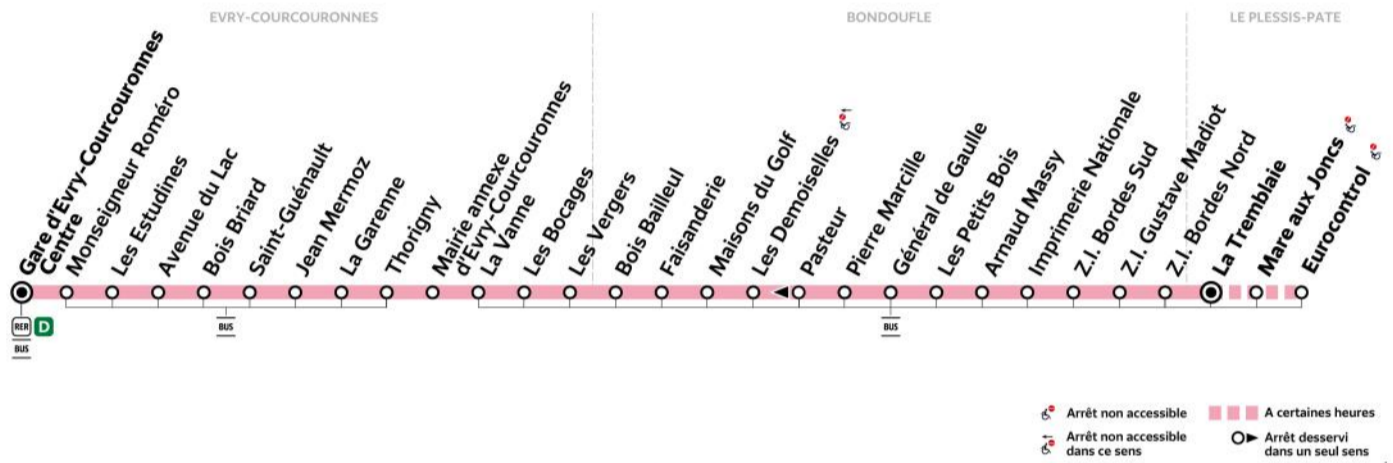 EVRY-COURCOURONNES
BONDOUFLE
LE PLESSIS-PATE
Gare d'Evry-Courcouronnes
Centre
Monseigneur Roméro
Les Estudines
Avenue du Lac
Bois Briard
Saint-Guénault
Jean Mermoz
La Garenne
Thorigny
Mairie annexe
d'Evry-Courcouronnes
La Vanne
Les Bocages
Les Vergers
Bois Bailleul
Faisanderie
Maisons du Golf
Les Demoiselles
Pasteur
Pierre Marcille
Général de Gaulle
Les Petits Bois
Arnaud Massy
Imprimerie Nationale
Z.I. Bordes Sud
Z.I. Gustave Madiot
Z.I. Bordes Nord
La Tremblaie
Mare aux Joncs
Eurocontrol
RER D
BUS
BUS
BUS
Arrêt non accessible
A certaines heures
Arrêt non accessible
dans ce sens
Arrêt desservi
dans un seul sens